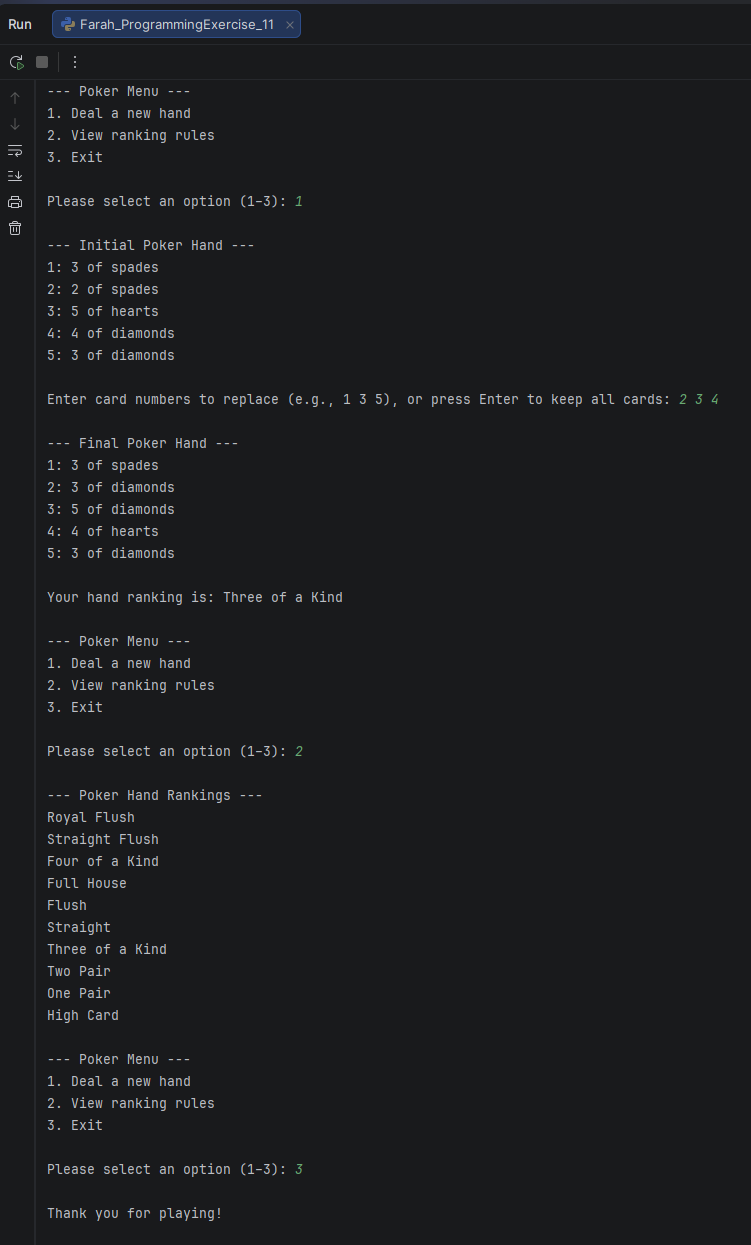 Run Farah_ProgrammingExercise_11
--- Poker Menu ---
1. Deal a new hand
2. View ranking rules
3. Exit
Please select an option (1-3): 1
--- Initial Poker Hand ---
1: 3 of spades
2: 2 of spades
3: 5 of hearts
4: 4 of diamonds
5: 3 of diamonds
Enter card numbers to replace (e.g., 1 3 5), or press Enter to keep all cards: 2 3 4
--- Final Poker Hand ---
1: 3 of spades
2: 3 of diamonds
3: 5 of diamonds
4: 4 of hearts
5: 3 of diamonds
Your hand ranking is: Three of a Kind
--- Poker Menu ---
1. Deal a new hand
2. View ranking rules
3. Exit
Please select an option (1-3): 2
--- Poker Hand Rankings ---
Royal Flush
Straight Flush
Four of a Kind
Full House
Flush
Straight
Three of a Kind
Two Pair
One Pair
High Card
--- Poker Menu ---
1. Deal a new hand
2. View ranking rules
3. Exit
Please select an option (1-3): 3
Thank you for playing!